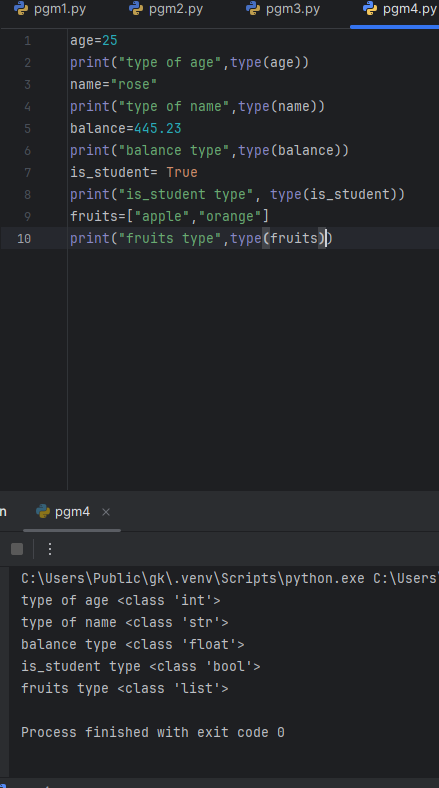 pgm1.py pgm2.py pgm3.py pgm4.py
1 age=25
2 print("type of age",type(age))
3 name="rose"
4 print("type of name",type(name))
5 balance=445.23
6 print("balance type",type(balance))
7 is_student= True
8 print("is_student type", type(is_student))
9 fruits=["apple","orange"]
10 print("fruits type",type(fruits))
n pgm4
C:\Users\Public\gk\.venv\Scripts\python.exe C:\Users
type of age <class 'int'>
type of name <class 'str'>
balance type <class 'float'>
is_student type <class 'bool'>
fruits type <class 'list'>
Process finished with exit code 0